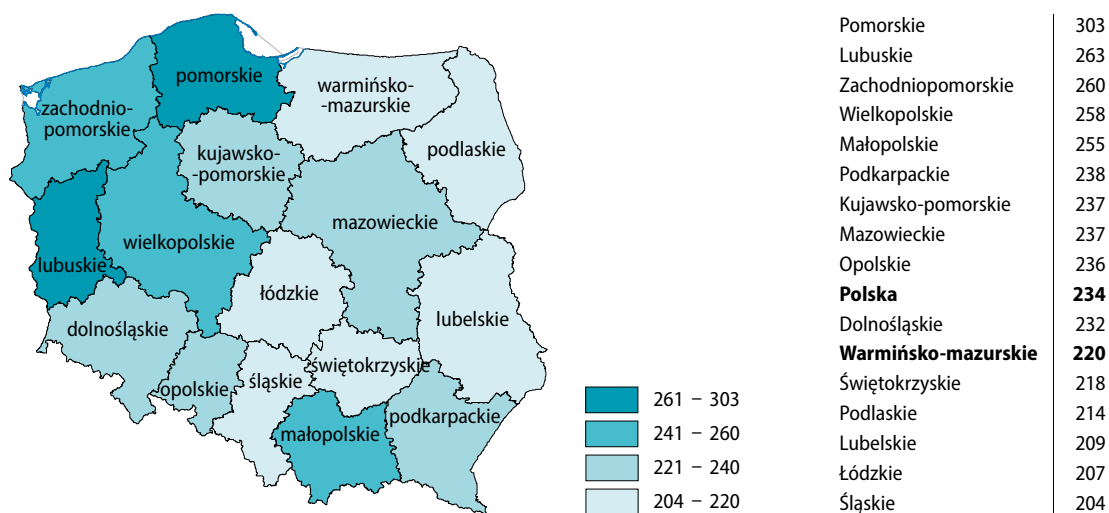 pomorskie
warmińsko-
-mazurskie
zachodnio-
pomorskie
podlaskie
kujawsko-
-pomorskie
mazowieckie
wielkopolskie
lubuskie
łódzkie
lubelskie
dolnośląskie
świętokrzyskie
opolskie
śląskie
podkarpackie
małopolskie
261 – 303
241 – 260
221 – 240
204 – 220
Pomorskie 303
Lubuskie 263
Zachodniopomorskie 260
Wielkopolskie 258
Małopolskie 255
Podkarpackie 238
Kujawsko-pomorskie 237
Mazowieckie 237
Opolskie 236
Polska 234
Dolnośląskie 232
Warmińsko-mazurskie 220
Świętokrzyskie 218
Podlaskie 214
Lubelskie 209
Łódzkie 207
Śląskie 204